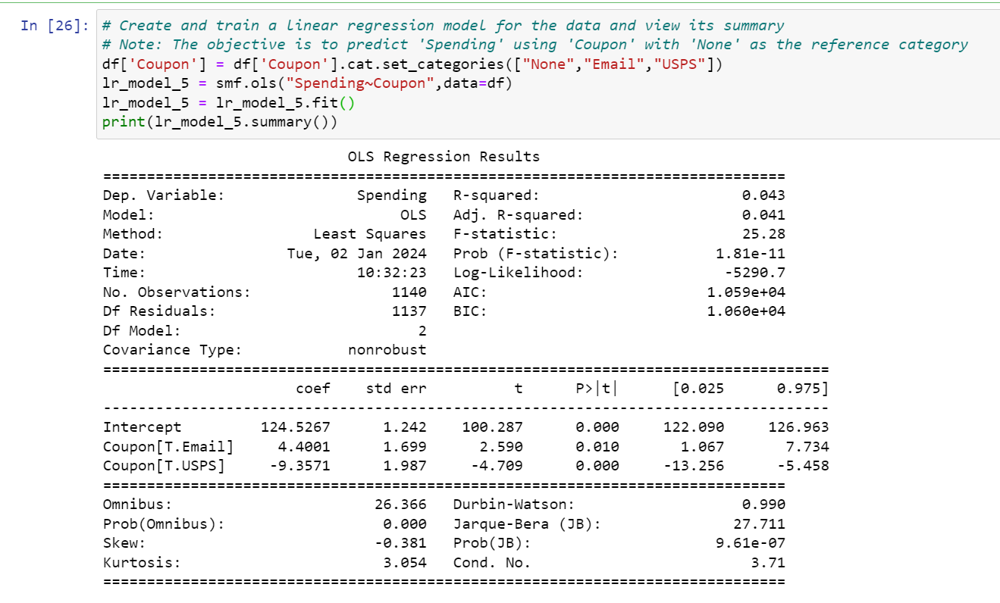 In [26]: # Create and train a linear regression model for the data and view its summary
# Note: The objective is to predict 'Spending' using 'Coupon' with 'None' as the reference category
df['Coupon'] = df['Coupon'].cat.set_categories(["None","Email","USPS"])
lr_model_5 = smf.ols("Spending~Coupon",data=df)
lr_model_5 = lr_model_5.fit()
print(lr_model_5.summary())
                            OLS Regression Results
==============================================================================
Dep. Variable:               Spending   R-squared:                       0.043
Model:                            OLS   Adj. R-squared:                  0.041
Method:                 Least Squares   F-statistic:                     25.28
Date:                Tue, 02 Jan 2024   Prob (F-statistic):           1.81e-11
Time:                        10:32:23   Log-Likelihood:                -5290.7
No. Observations:                1140   AIC:                         1.059e+04
Df Residuals:                    1137   BIC:                         1.060e+04
Df Model:                           2
Covariance Type:            nonrobust
===================================================================================
                      coef    std err          t      P>|t|      [0.025      0.975]
-----------------------------------------------------------------------------------
Intercept         124.5267      1.242    100.287      0.000     122.090     126.963
Coupon[T.Email]     4.4001      1.699      2.590      0.010       1.067       7.734
Coupon[T.USPS]     -9.3571      1.987     -4.709      0.000     -13.256      -5.458
==============================================================================
Omnibus:                       26.366   Durbin-Watson:                   0.990
Prob(Omnibus):                  0.000   Jarque-Bera (JB):               27.711
Skew:                          -0.381   Prob(JB):                     9.61e-07
Kurtosis:                       3.054   Cond. No.                         3.71
==============================================================================